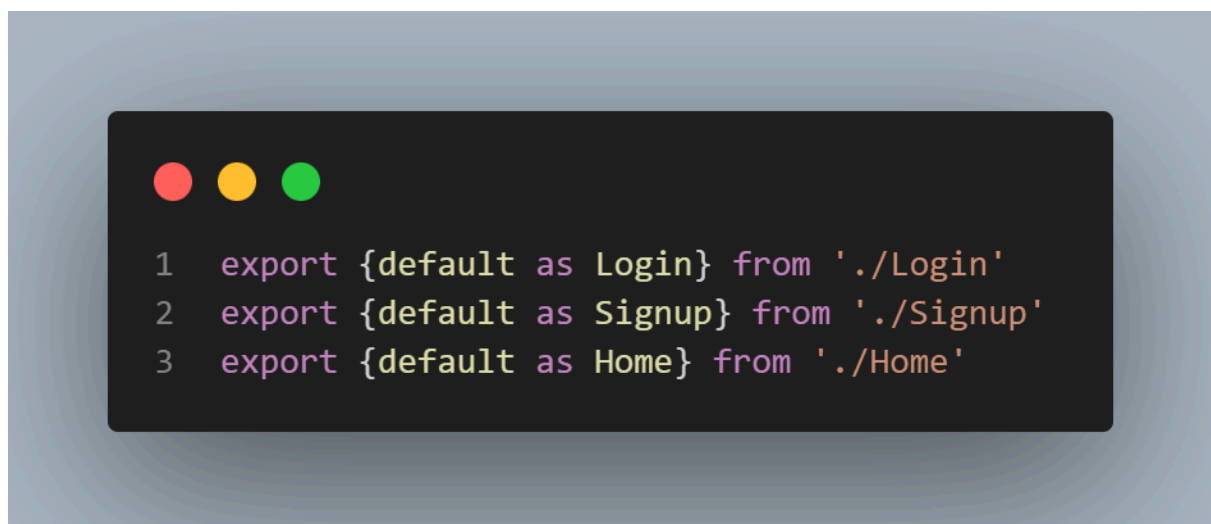 1 export {default as Login} from './Login'
2 export {default as Signup} from './Signup'
3 export {default as Home} from './Home'